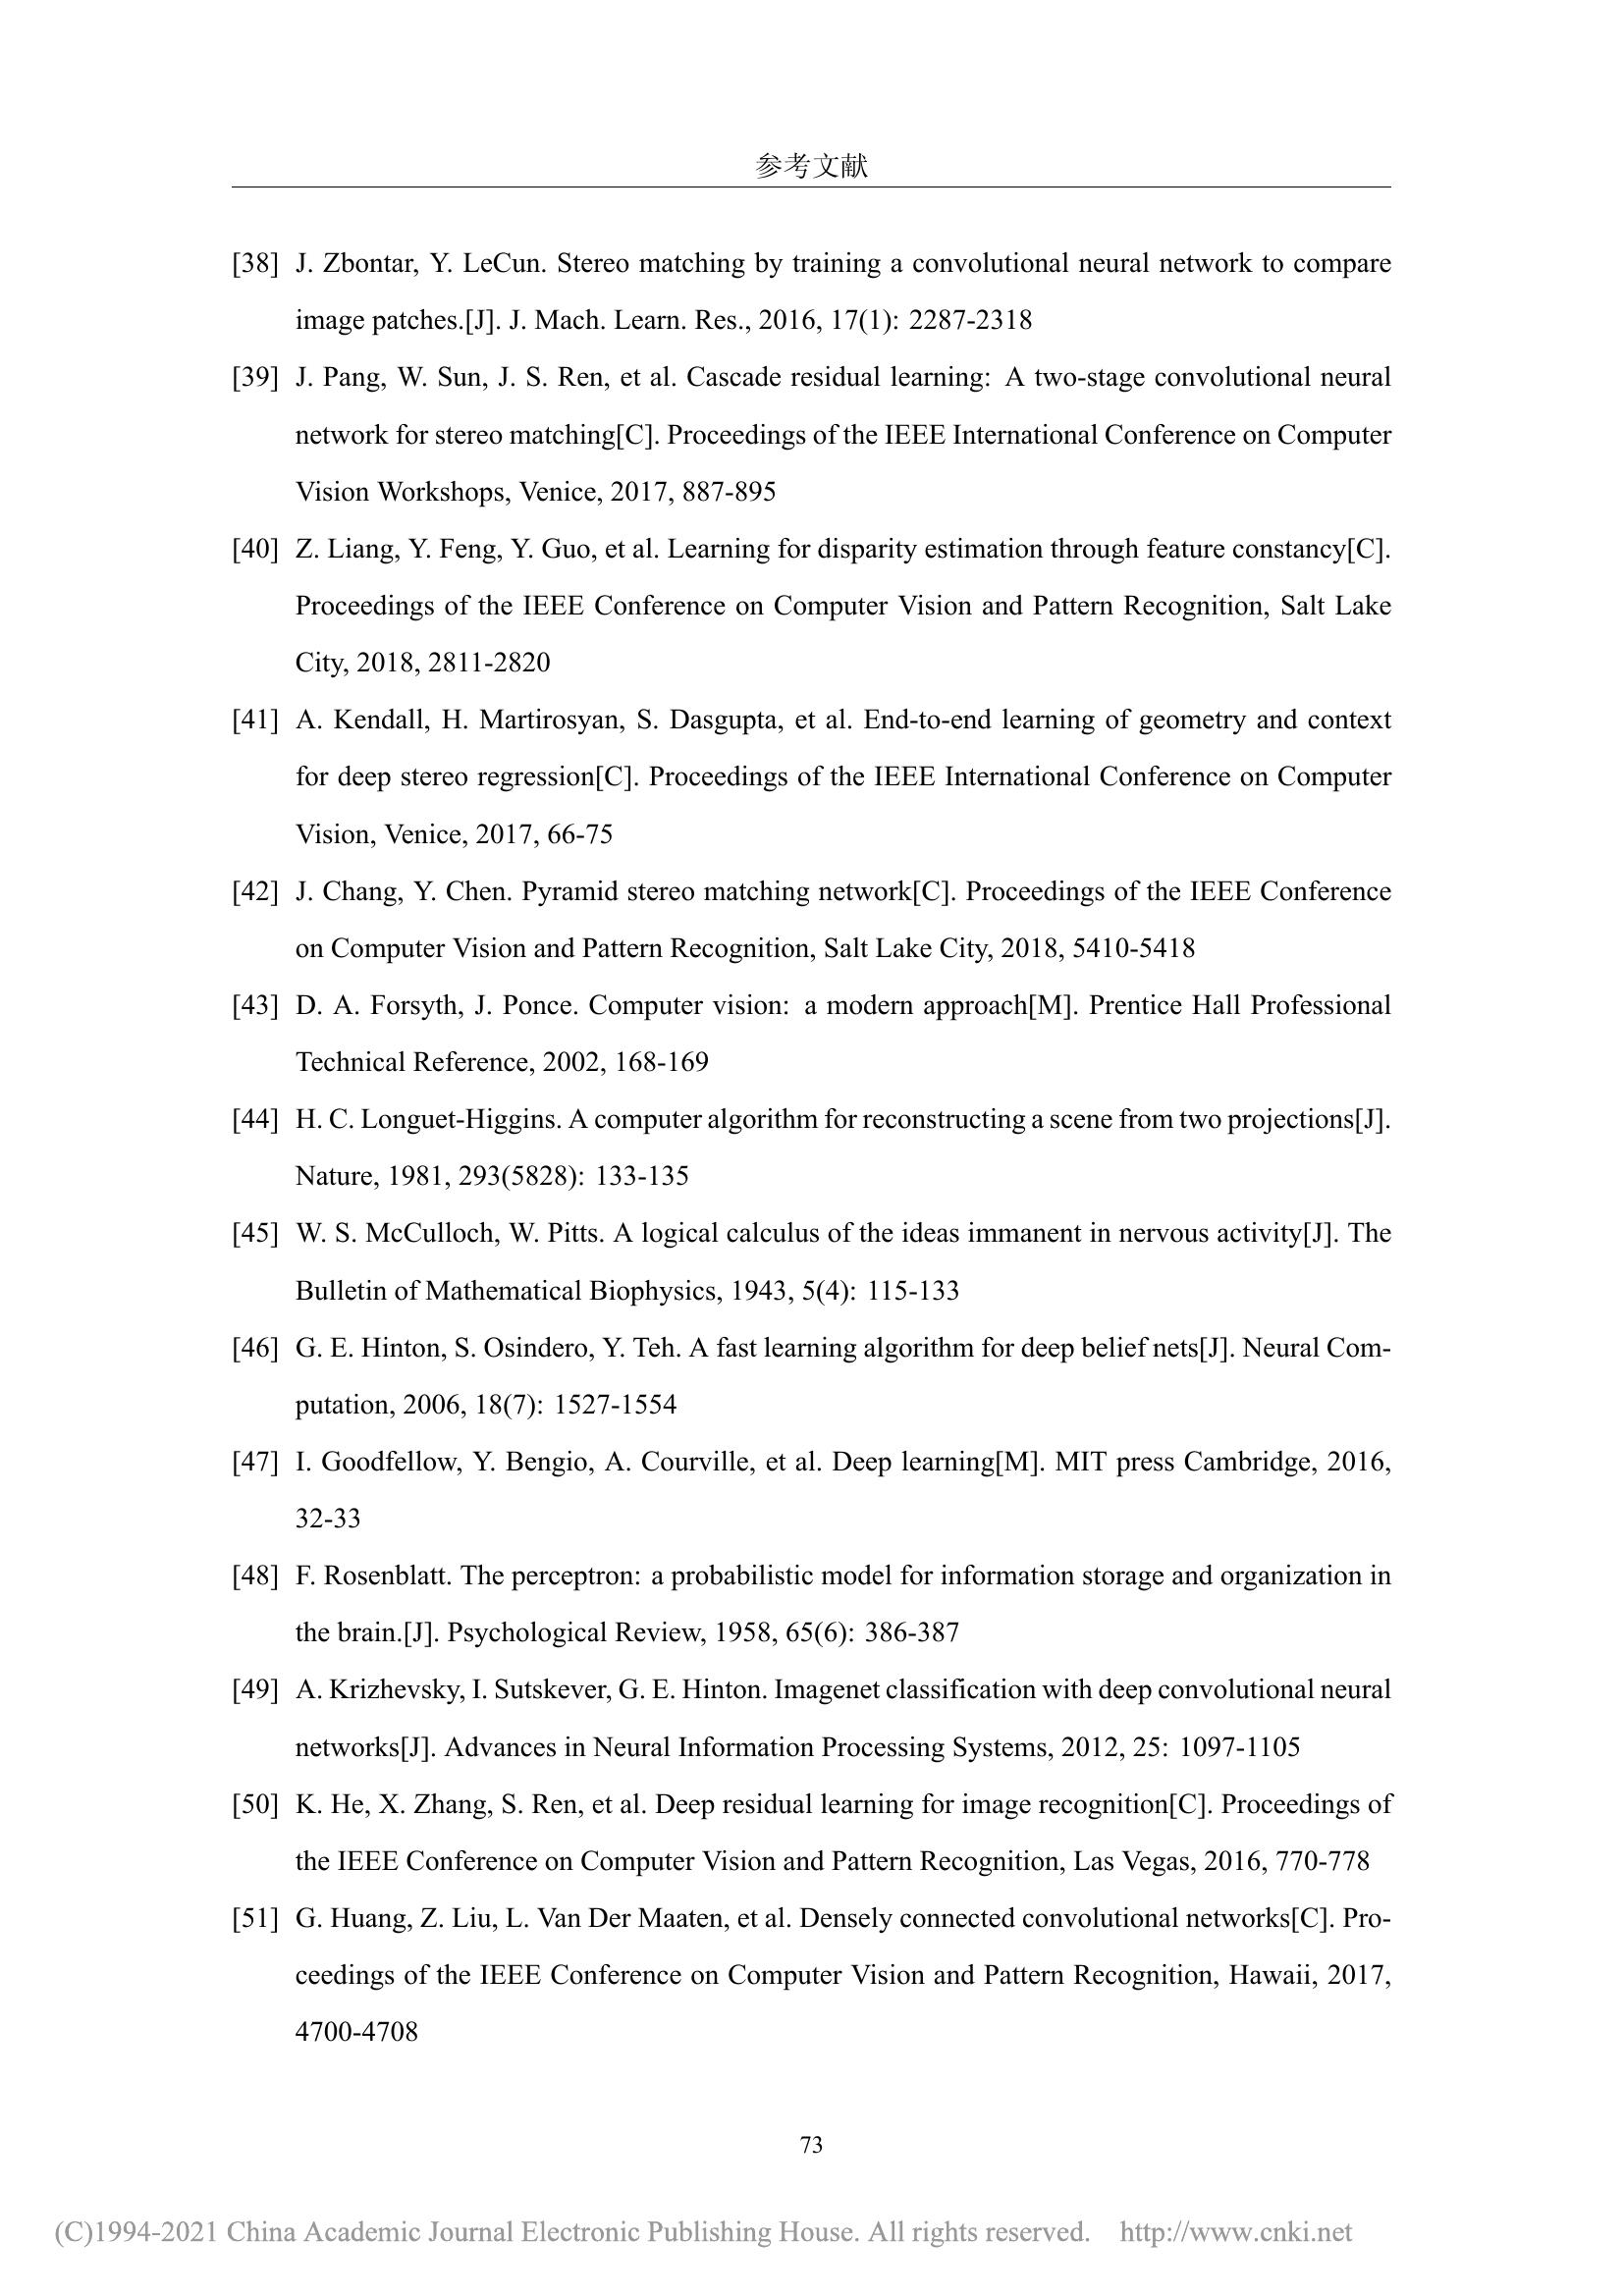 参考文献
[38] J. Zbontar, Y. LeCun. Stereo matching by training a convolutional neural network to compare
image patches.[J]. J. Mach. Learn. Res., 2016, 17(1): 2287-2318
[39] J. Pang, W. Sun, J. S. Ren, et al. Cascade residual learning: A two-stage convolutional neural
network for stereo matching[C]. Proceedings of the IEEE International Conference on Computer
Vision Workshops, Venice, 2017, 887-895
[40] Z. Liang, Y. Feng, Y. Guo, et al. Learning for disparity estimation through feature constancy[C].
Proceedings of the IEEE Conference on Computer Vision and Pattern Recognition, Salt Lake
City, 2018, 2811-2820
[41] A. Kendall, H. Martirosyan, S. Dasgupta, et al. End-to-end learning of geometry and context
for deep stereo regression[C]. Proceedings of the IEEE International Conference on Computer
Vision, Venice, 2017, 66-75
[42] J. Chang, Y. Chen. Pyramid stereo matching network[C]. Proceedings of the IEEE Conference
on Computer Vision and Pattern Recognition, Salt Lake City, 2018, 5410-5418
[43] D. A. Forsyth, J. Ponce. Computer vision: a modern approach[M]. Prentice Hall Professional
Technical Reference, 2002, 168-169
[44] H. C. Longuet-Higgins. A computer algorithm for reconstructing a scene from two projections[J].
Nature, 1981, 293(5828): 133-135
[45] W. S. McCulloch, W. Pitts. A logical calculus of the ideas immanent in nervous activity[J]. The
Bulletin of Mathematical Biophysics, 1943, 5(4): 115-133
[46] G. E. Hinton, S. Osindero, Y. Teh. A fast learning algorithm for deep belief nets[J]. Neural Com-
putation, 2006, 18(7): 1527-1554
[47] I. Goodfellow, Y. Bengio, A. Courville, et al. Deep learning[M]. MIT press Cambridge, 2016,
32-33
[48] F. Rosenblatt. The perceptron: a probabilistic model for information storage and organization in
the brain.[J]. Psychological Review, 1958, 65(6): 386-387
[49] A. Krizhevsky, I. Sutskever, G. E. Hinton. Imagenet classification with deep convolutional neural
networks[J]. Advances in Neural Information Processing Systems, 2012, 25: 1097-1105
[50] K. He, X. Zhang, S. Ren, et al. Deep residual learning for image recognition[C]. Proceedings of
the IEEE Conference on Computer Vision and Pattern Recognition, Las Vegas, 2016, 770-778
[51] G. Huang, Z. Liu, L. Van Der Maaten, et al. Densely connected convolutional networks[C]. Pro-
ceedings of the IEEE Conference on Computer Vision and Pattern Recognition, Hawaii, 2017,
4700-4708
73
(C)1994-2021 China Academic Journal Electronic Publishing House. All rights reserved. http://www.cnki.net